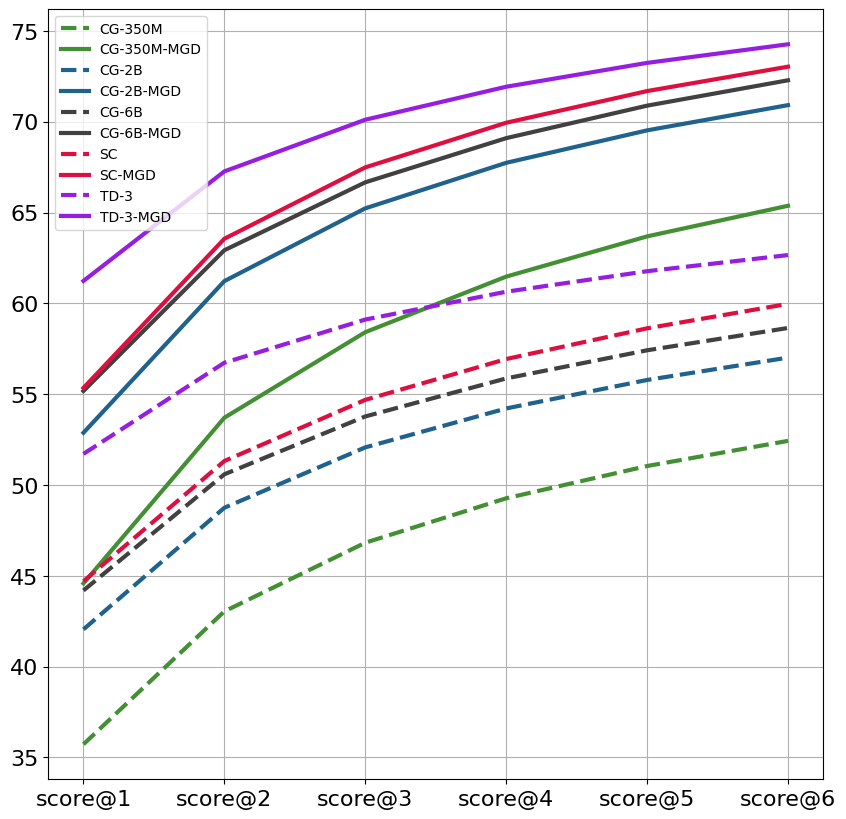 75
70
65
60
55
50
45
40
35
CG-350M
CG-350M-MGD
CG-2B
CG-2B-MGD
CG-6B
CG-6B-MGD
SC
SC-MGD
TD-3
TD-3-MGD
score@1 score@2 score@3 score@4 score@5 score@6